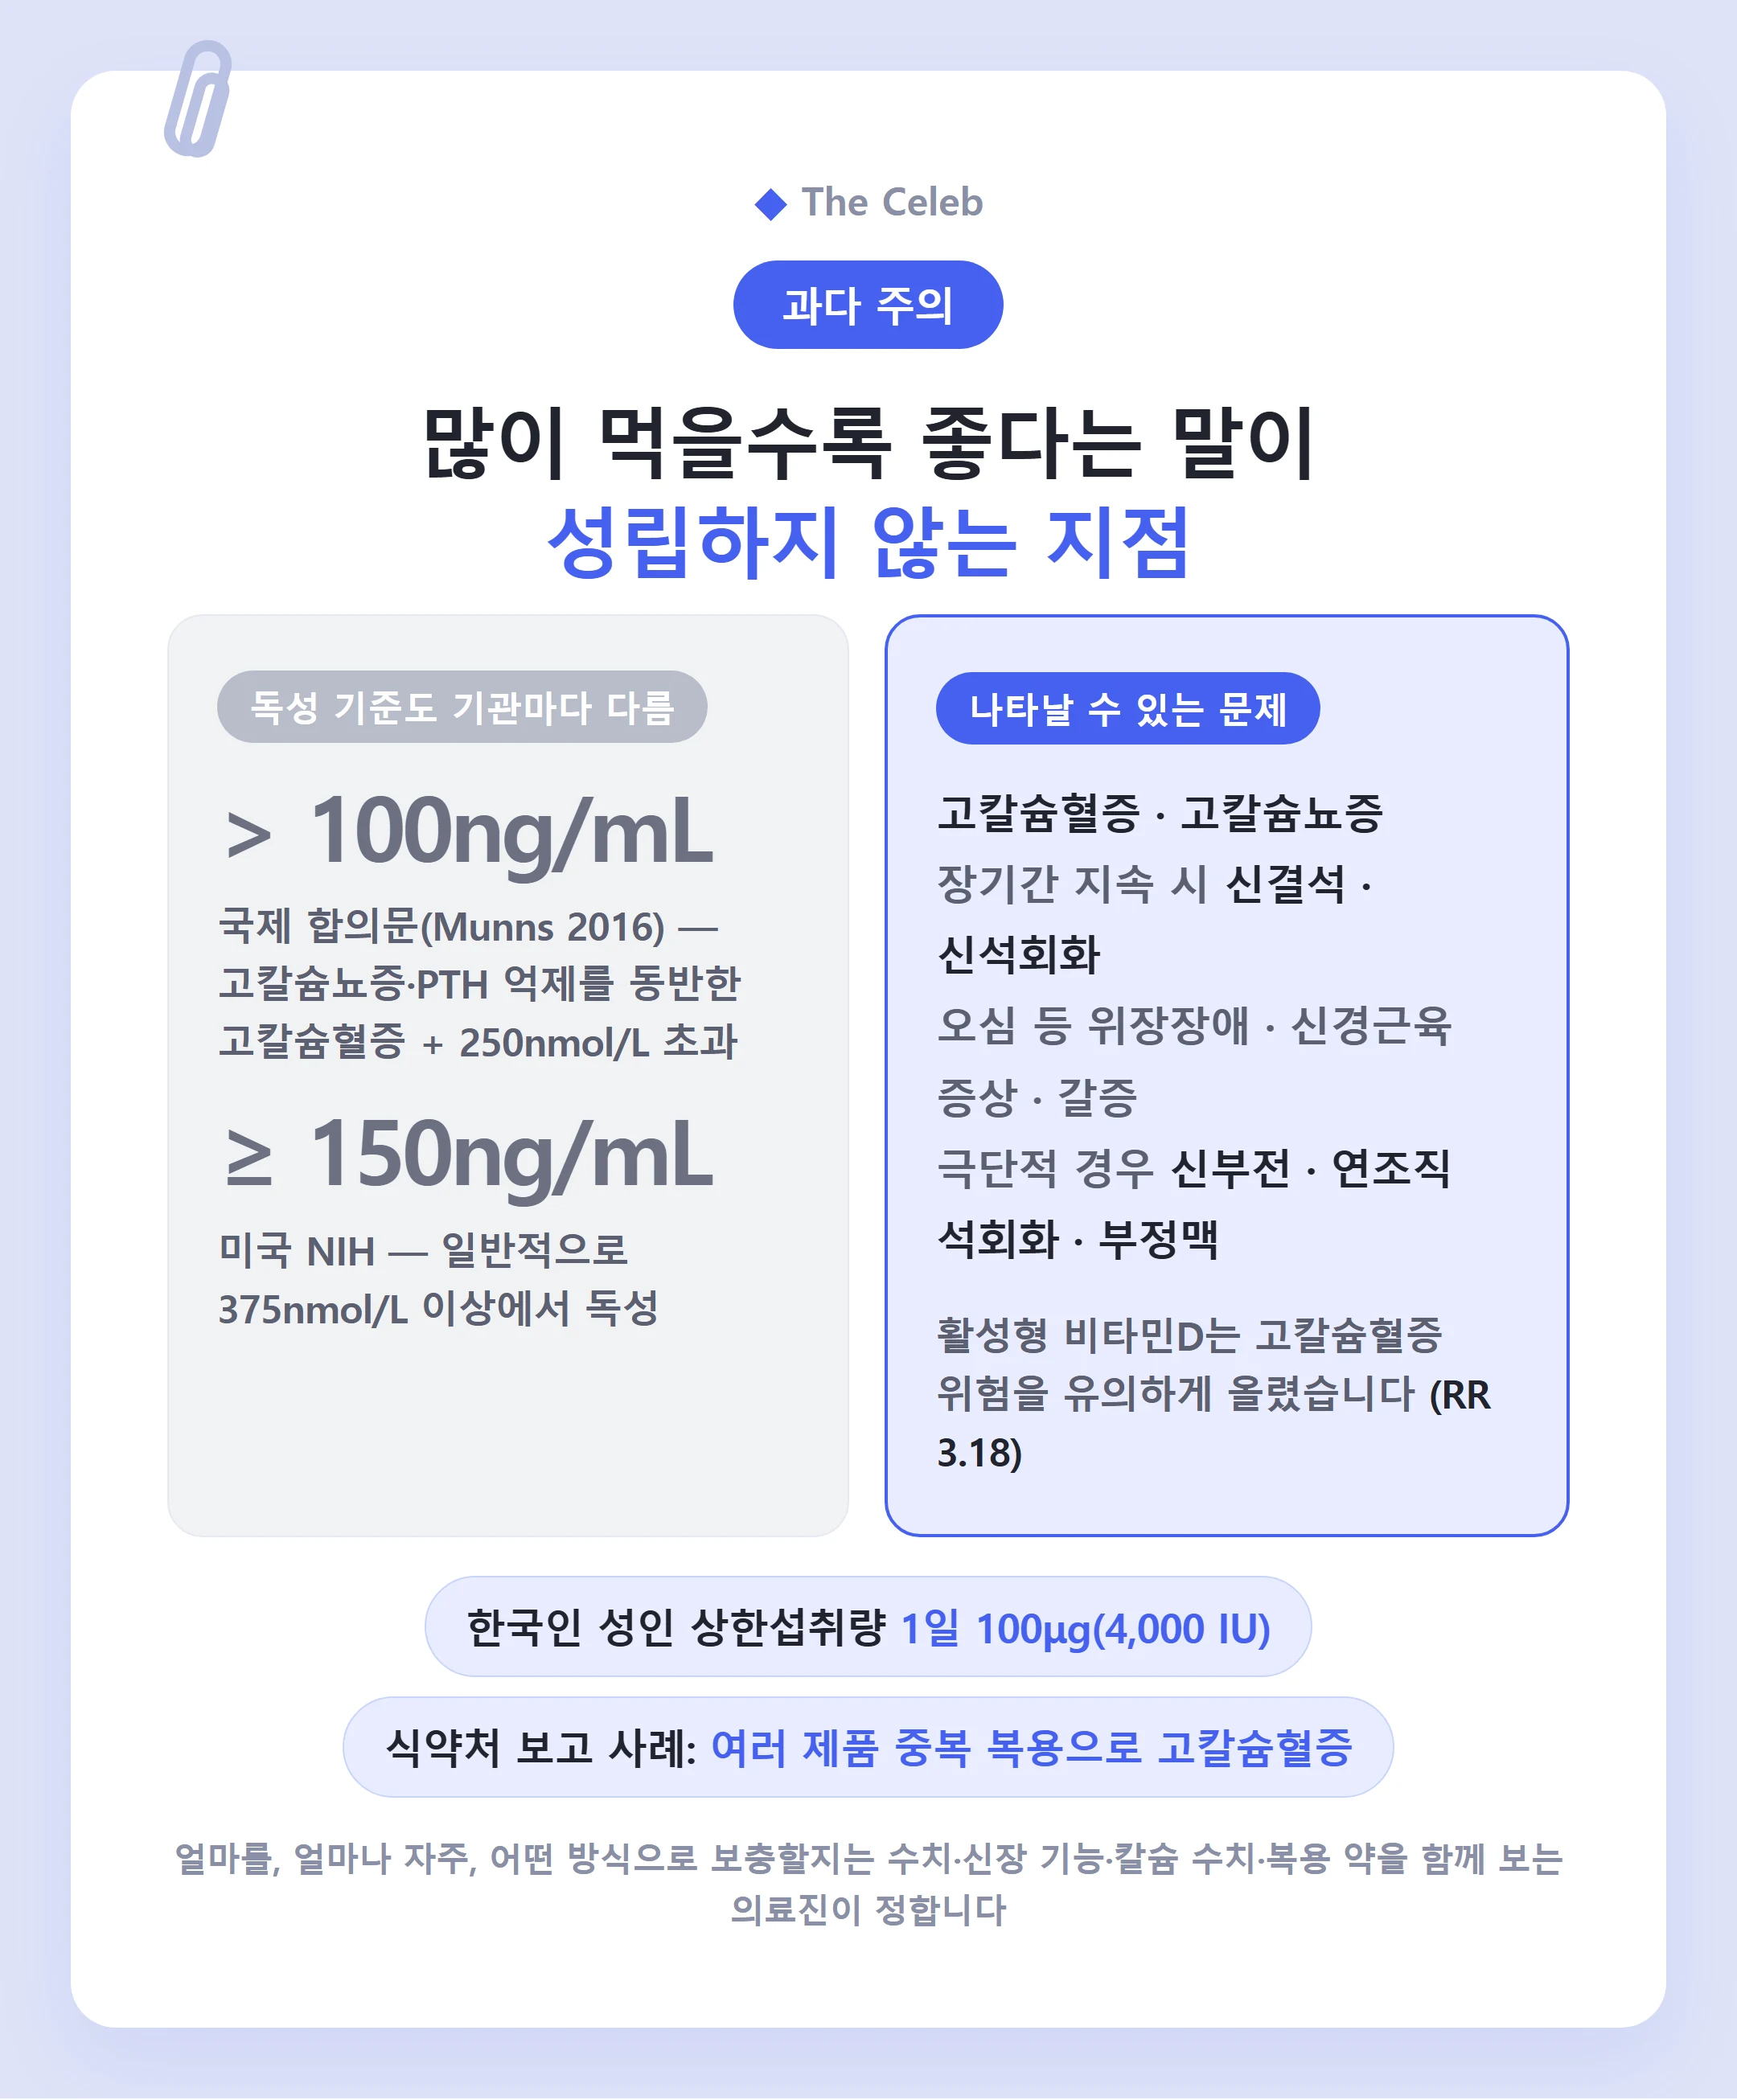 The Celeb
과다 주의
많이 먹을수록 좋다는 말이
성립하지 않는 지점
독성 기준도 기관마다 다름
> 100ng/mL
국제 합의문(Munns 2016) —
고칼슘뇨증·PTH 억제를 동반한
고칼슘혈증 + 250nmol/L 초과
≥ 150ng/mL
미국 NIH — 일반적으로
375nmol/L 이상에서 독성
나타날 수 있는 문제
고칼슘혈증 · 고칼슘뇨증
장기간 지속 시 신결석 ·
신석회화
오심 등 위장장애 · 신경근육
증상 · 갈증
극단적 경우 신부전 · 연조직
석회화 · 부정맥
활성형 비타민D는 고칼슘혈증
위험을 유의하게 올렸습니다 (RR
3.18)
한국인 성인 상한섭취량 1일 100μg(4,000 IU)
식약처 보고 사례: 여러 제품 중복 복용으로 고칼슘혈증
얼마를, 얼마나 자주, 어떤 방식으로 보충할지는 수치·신장 기능·칼슘 수치·복용 약을 함께 보는
의료진이 정합니다